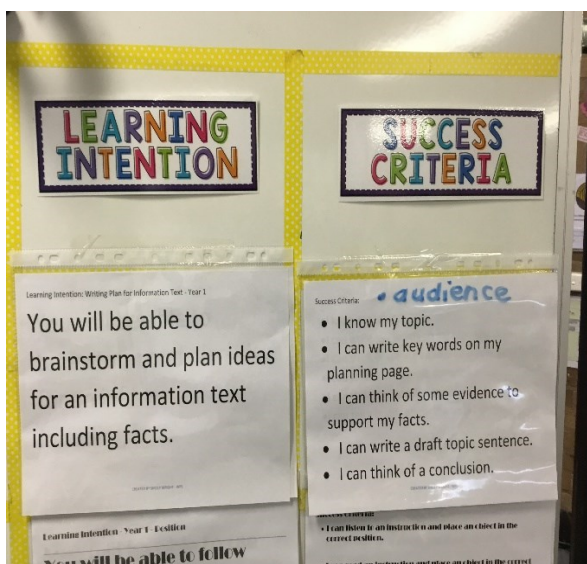 LEARNING
INTENTION
SUCCESS
CRITERIA
Learning Intention: Writing Plan for Information Text - Year 1
You will be able to
brainstorm and plan ideas
for an information text
including facts.
Success Criteria:
• audience
• I know my topic.
• I can write key words on my
planning page.
• I can think of some evidence to
support my facts.
• I can write a draft topic sentence.
• I can think of a conclusion.
Learning Intention - Year 1 - Position
You will be able to follow
• I can listen to an instruction and place an object in the
correct position.